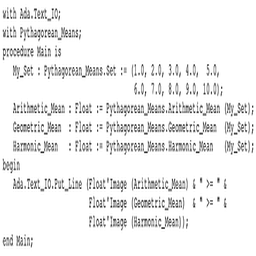 with Ada.Text_IO;
with Pythagorean_Means;
procedure Main is
My_Set : Pythagorean_Means.Set := (1.0, 2.0, 3.0, 4.0, 5.0,
6.0, 7.0, 8.0, 9.0, 10.0);
Arithmetic_Mean : Float := Pythagorean_Means.Arithmetic_Mean (My_Set);
Geometric_Mean : Float := Pythagorean_Means.Geometric_Mean (My_Set);
Harmonic_Mean : Float := Pythagorean_Means.Harmonic_Mean (My_Set);
begin
Ada.Text_IO.Put_Line (Float'Image (Arithmetic_Mean) & " >= " &
Float'Image (Geometric_Mean) & " >= " &
Float'Image (Harmonic_Mean));
end Main;